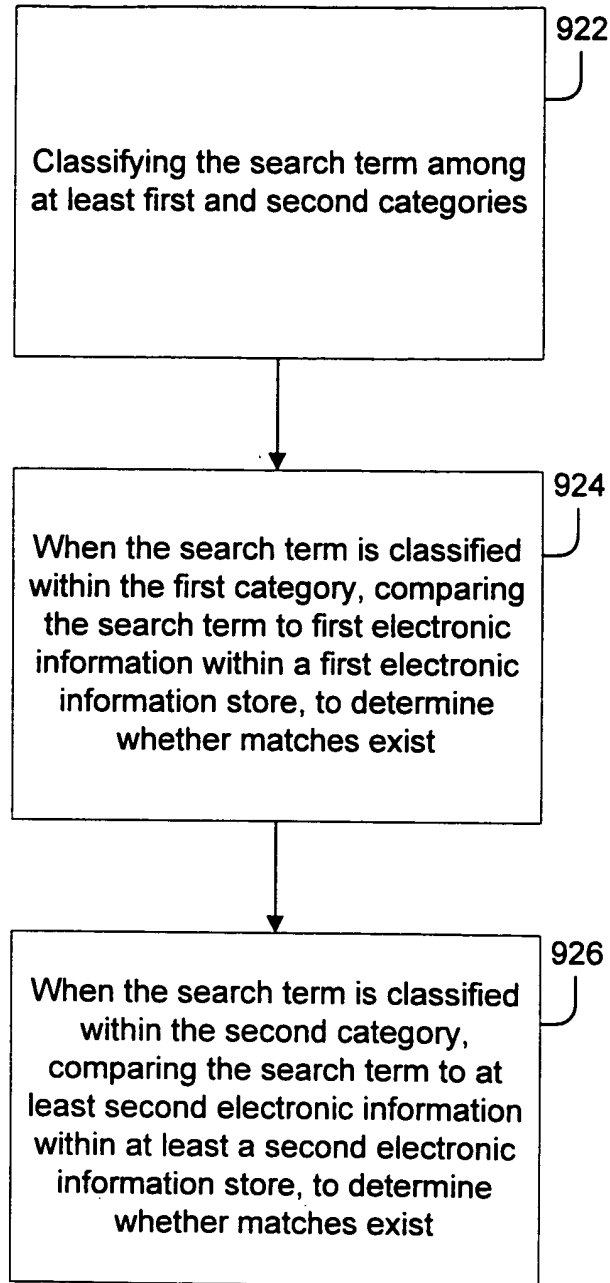 922
Classifying the search term among
at least first and second categories
924
When the search term is classified
within the first category, comparing
the search term to first electronic
information within a first electronic
information store, to determine
whether matches exist
926
When the search term is classified
within the second category,
comparing the search term to at
least second electronic information
within at least a second electronic
information store, to determine
whether matches exist